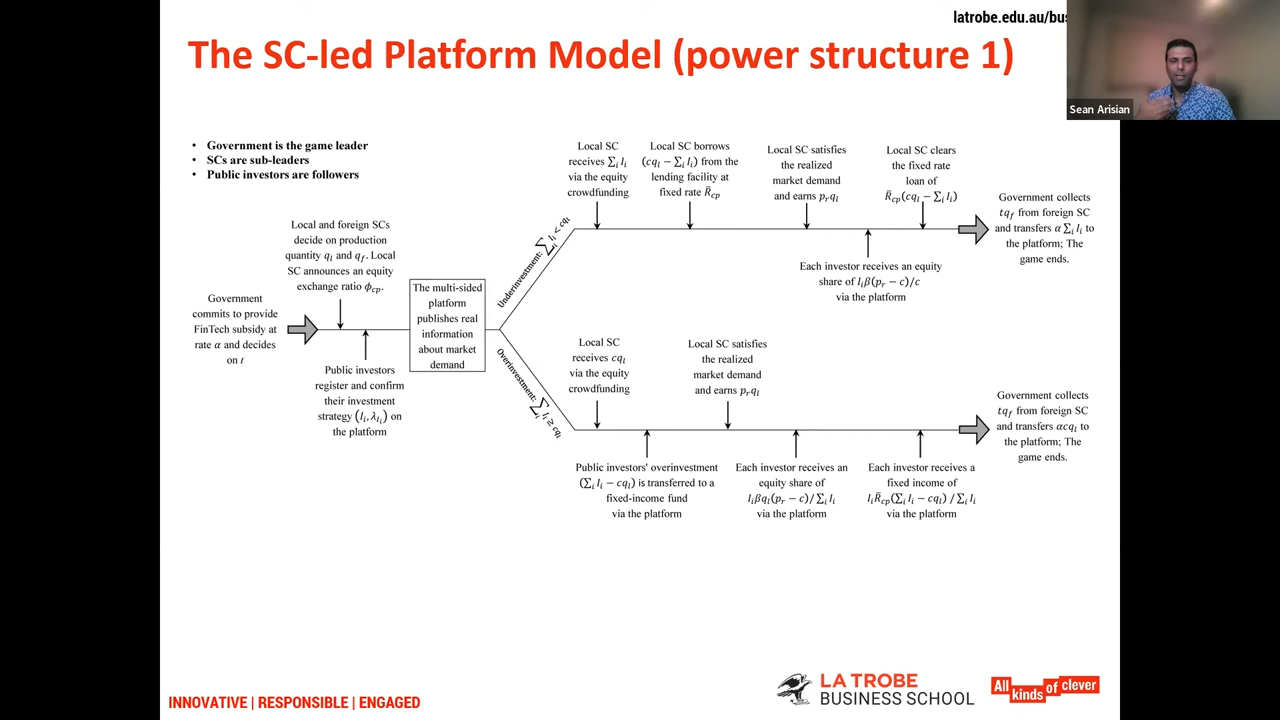 latrobe.edu.au/bus
The SC-led Platform Model (power structure 1)
Sean Arisian
• Government is the game leader
• SCs are sub-leaders
• Public investors are followers
Government
commits to provide
FinTech subsidy at
rate α and decides
on t
Local and foreign SCs
decide on production
quantity q_l and q_f. Local
SC announces an equity
exchange ratio ϕ_cp.
Public investors
register and confirm
their investment
strategy (I_i, λ_{I_i}) on
the platform
The multi-sided
platform
publishes real
information
about market
demand
Underinvestment: ∑_i I_i < cq_l
Local SC
receives ∑_i I_i
via the equity
crowdfunding
Local SC borrows
(cq_l − ∑_i I_i) from the
lending facility at
fixed rate R̄_cp
Local SC satisfies
the realized
market demand
and earns p_r q_l
Each investor receives an equity
share of I_i β(p_r − c)/c
via the platform
Local SC clears
the fixed rate
loan of
R̄_cp(cq_l − ∑_i I_i)
Government collects
tq_f from foreign SC
and transfers α ∑_i I_i to
the platform; The
game ends.
Overinvestment: ∑_i I_i ≥ cq_l
Local SC
receives cq_l
via the equity
crowdfunding
Public investors' overinvestment
(∑_i I_i − cq_l) is transferred to a
fixed-income fund
via the platform
Local SC satisfies
the realized
market demand
and earns p_r q_l
Each investor receives an
equity share of
I_i βq_l(p_r − c)/ ∑_i I_i
via the platform
Each investor receives a
fixed income of
I_i R̄_cp(∑_i I_i − cq_l) / ∑_i I_i
via the platform
Government collects
tq_f from foreign SC
and transfers αcq_l to
the platform; The
game ends.
INNOVATIVE | RESPONSIBLE | ENGAGED
LA TROBE
BUSINESS SCHOOL
All kinds of clever